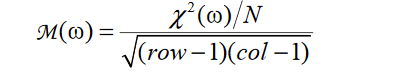 ℳ(ω) = χ²(ω)/N / √(row−1)(col−1)